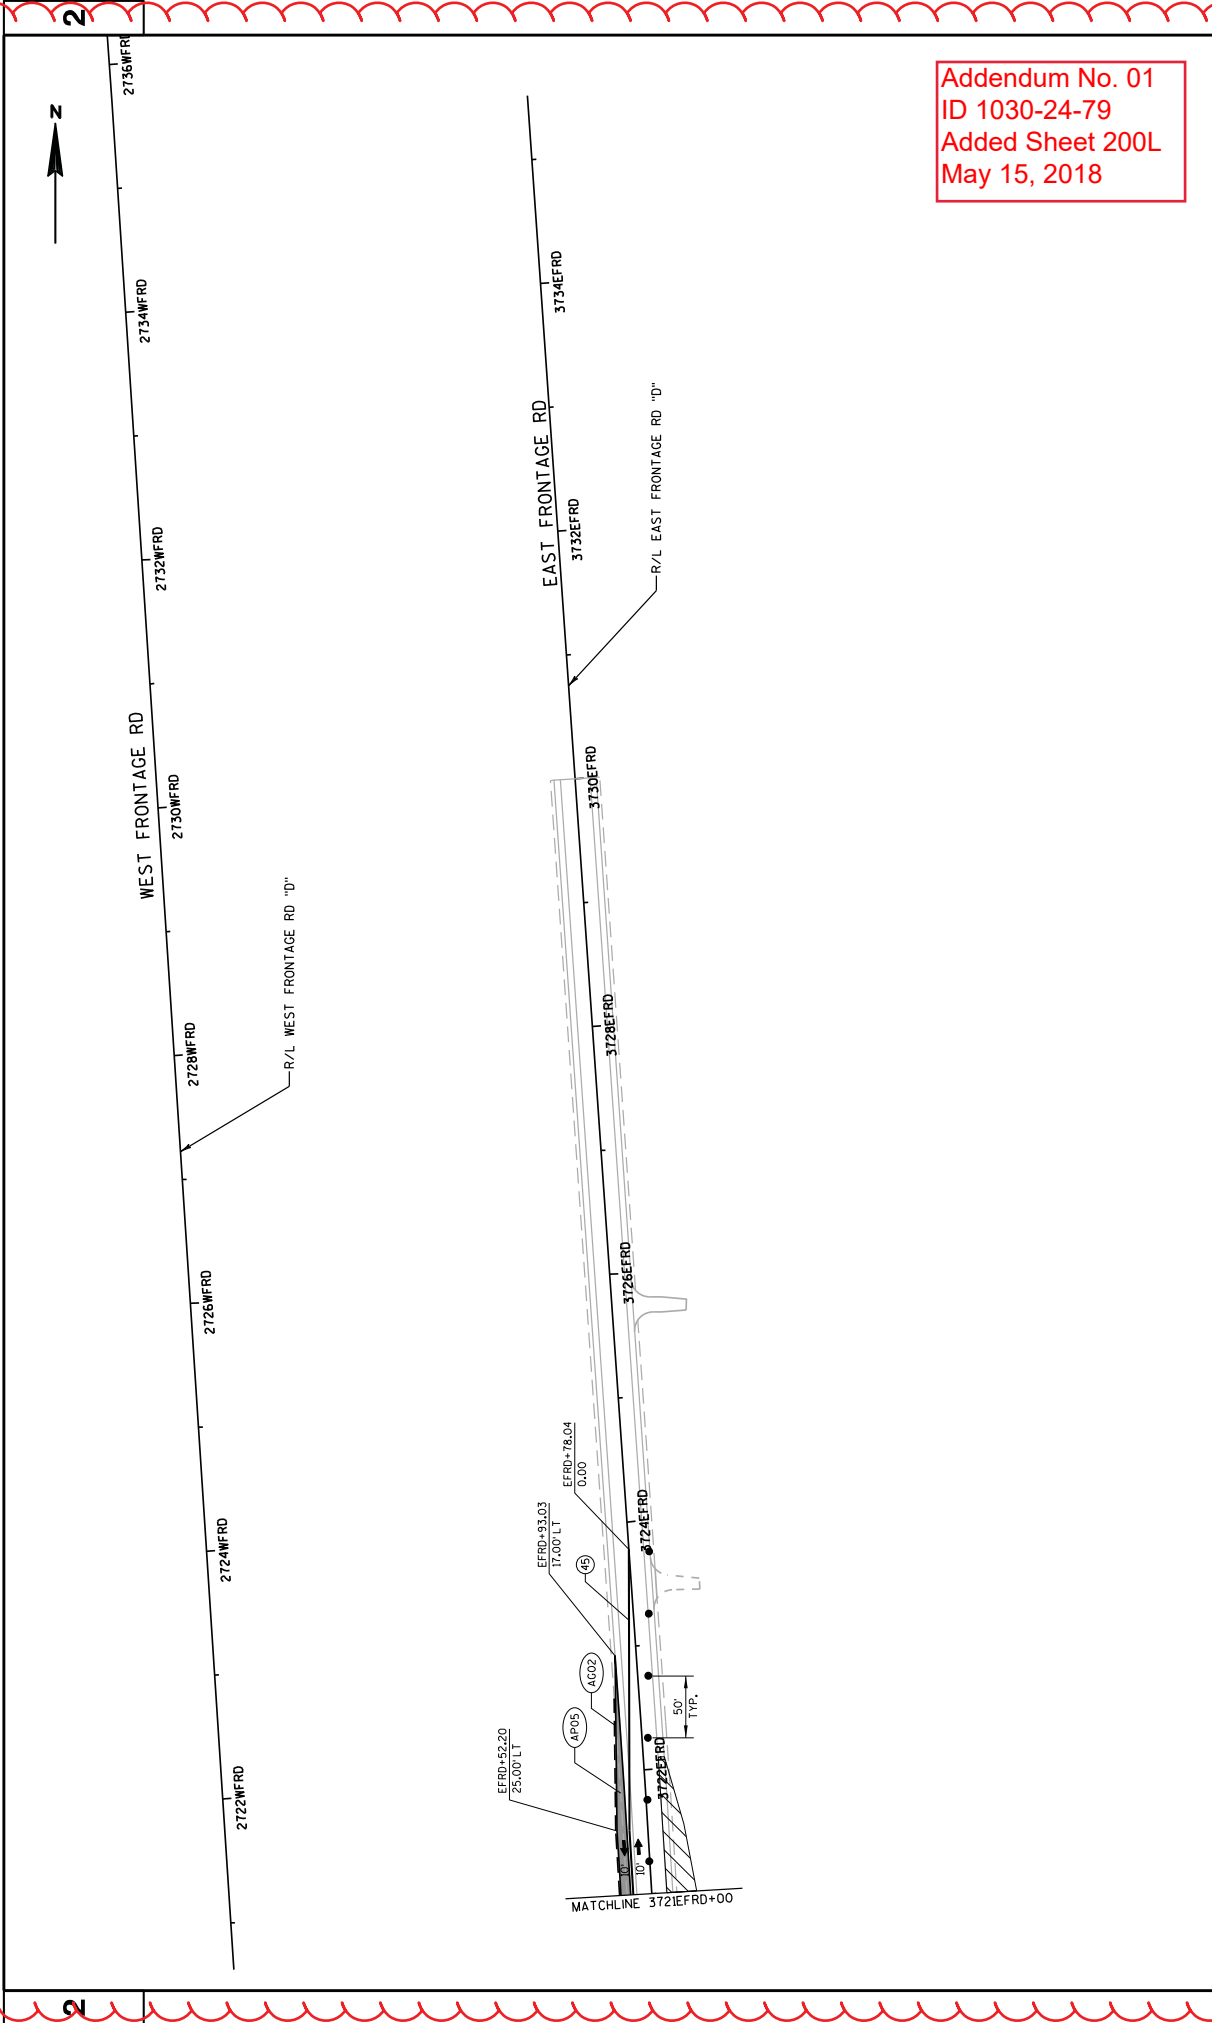 2
Addendum No. 01
ID 1030-24-79
Added Sheet 200L
May 15, 2018
N
2736WFRD
2734WFRD
2732WFRD
WEST FRONTAGE RD
2730WFRD
R/L WEST FRONTAGE RD "D"
2728WFRD
2726WFRD
2724WFRD
2722WFRD
3734EFRD
EAST FRONTAGE RD
R/L EAST FRONTAGE RD "D"
3732EFRD
3730EFRD
3728EFRD
3726EFRD
EFRD+78.04
0.00
3724EFRD
EFRD+93.03
17.00' LT
45
AG02
AP05
50'
TYP.
EFRD+52.20
25.00' LT
3722EFRD
10'
10'
MATCHLINE 3721EFRD+00
2